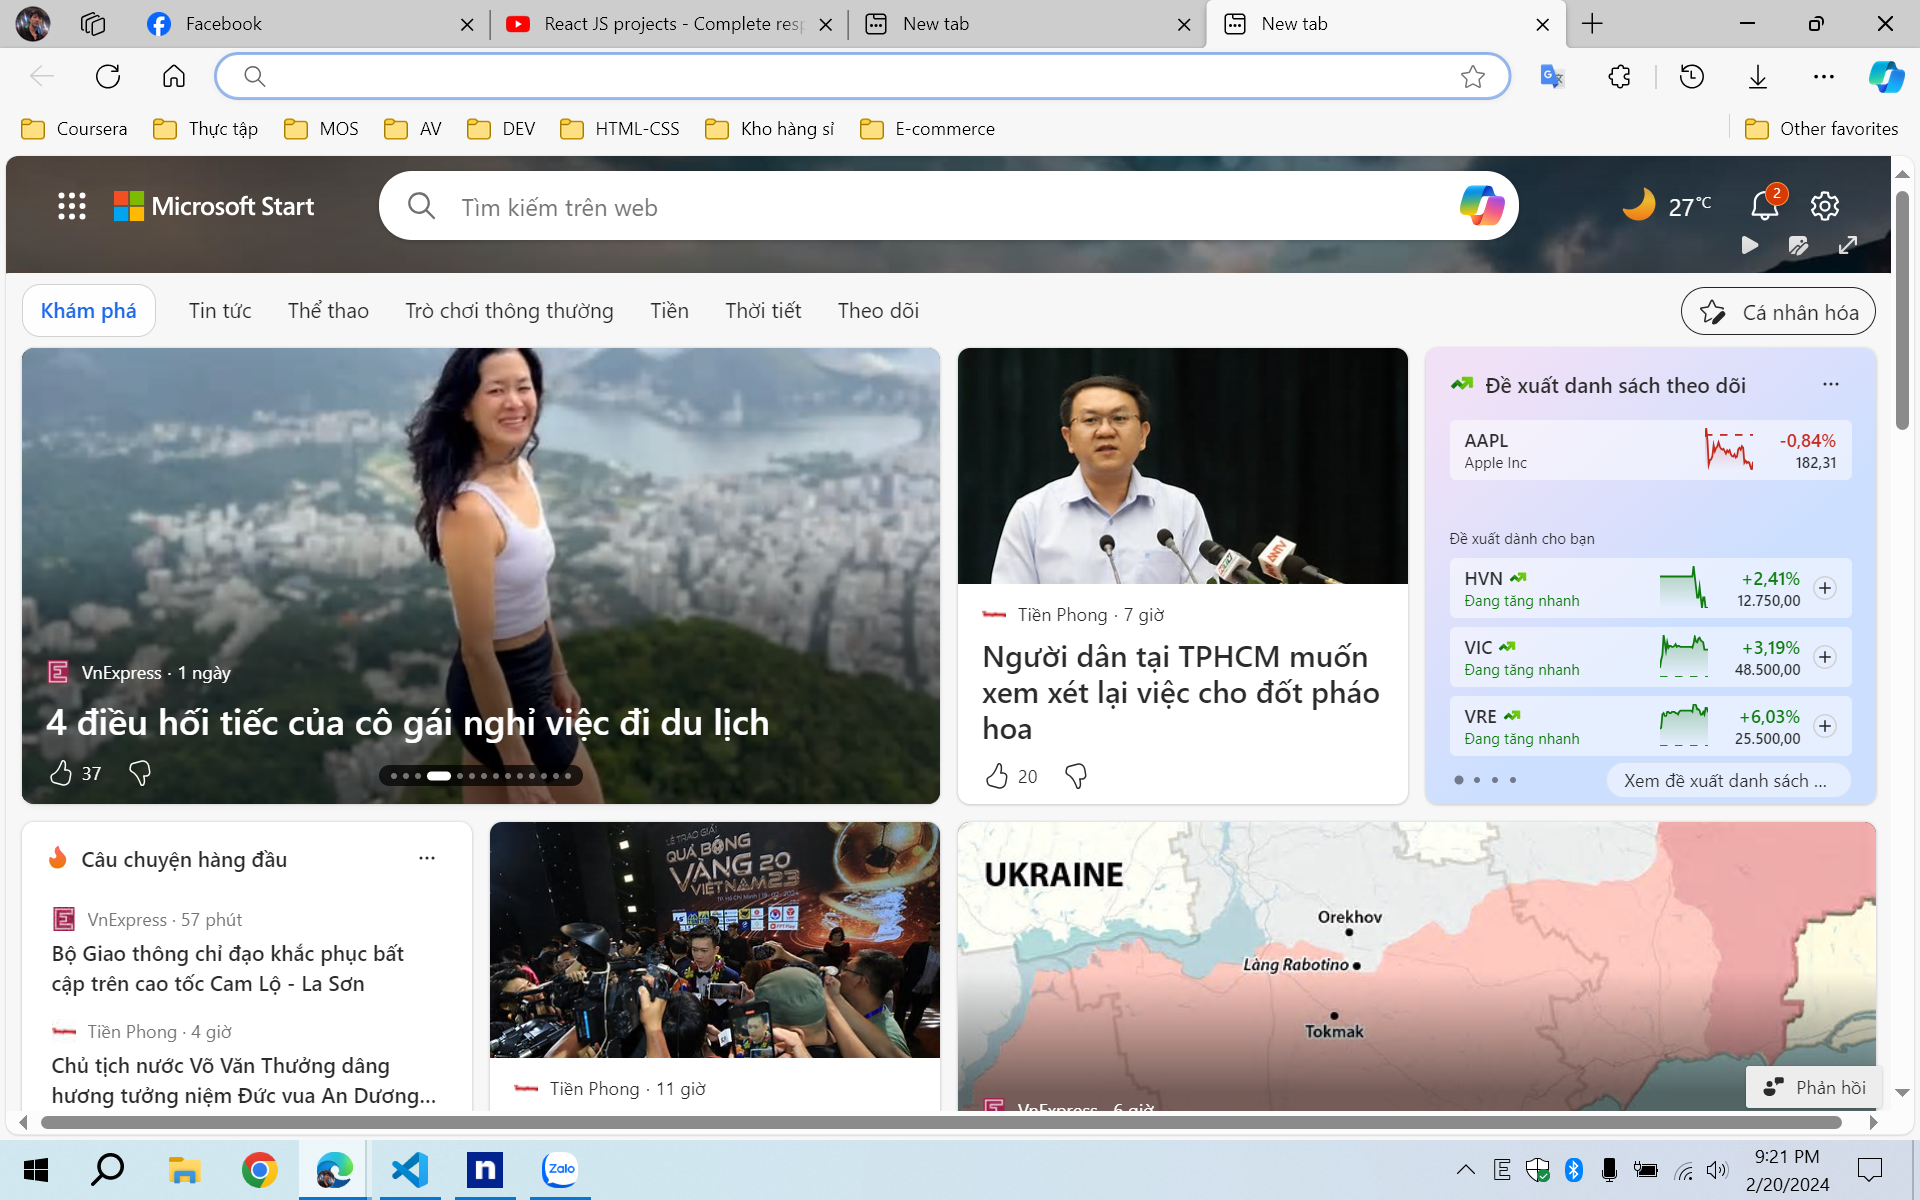 Facebook
React JS projects - Complete resp
New tab
New tab
Coursera
Thực tập
MOS
AV
DEV
HTML-CSS
Kho hàng sỉ
E-commerce
Other favorites
Microsoft Start
Tìm kiếm trên web
27°C
2
Khám phá
Tin tức
Thể thao
Trò chơi thông thường
Tiền
Thời tiết
Theo dõi
Cá nhân hóa
VnExpress · 1 ngày
4 điều hối tiếc của cô gái nghỉ việc đi du lịch
37
Tiền Phong · 7 giờ
Người dân tại TPHCM muốn
xem xét lại việc cho đốt pháo
hoa
20
Đề xuất danh sách theo dõi
AAPL
-0,84%
Apple Inc
182,31
Đề xuất dành cho bạn
HVN
+2,41%
Đang tăng nhanh
12.750,00
VIC
+3,19%
Đang tăng nhanh
48.500,00
VRE
+6,03%
Đang tăng nhanh
25.500,00
Xem đề xuất danh sách ...
Câu chuyện hàng đầu
VnExpress · 57 phút
Bộ Giao thông chỉ đạo khắc phục bất
cập trên cao tốc Cam Lộ - La Sơn
Tiền Phong · 4 giờ
Chủ tịch nước Võ Văn Thưởng dâng
hương tưởng niệm Đức vua An Dương...
LỄ TRAO GIẢI
QUẢ BÓNG
VÀNG 20
VIỆT NAM 23
Tiền Phong · 11 giờ
UKRAINE
Orekhov
Làng Rabotino
Tokmak
VnExpress · 6 giờ
Phản hồi
Zalo
9:21 PM
2/20/2024